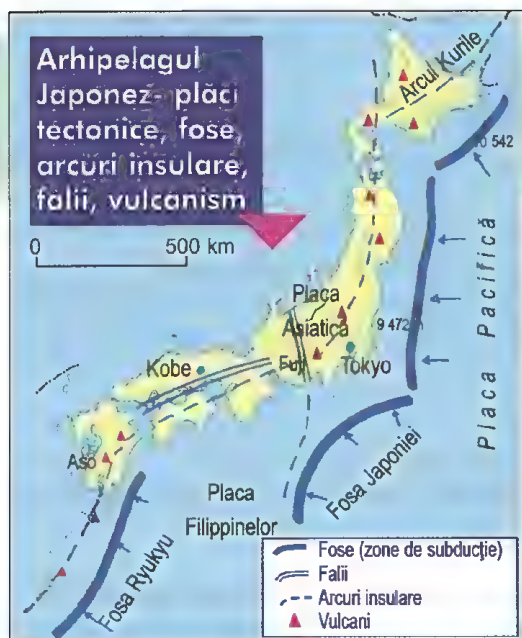 Arhipelagul
Japonez- plăci
tectonice, fose,
arcuri insulare,
falii, vulcanism
0 500 km
Arcul Kurile
10 542
Placa Pacifică
Placa
Asiatica
9 472
Kobe
Fuji
Tokyo
Aso
Placa
Filippinelor
Fosa Japoniei
Fosa Ryukyu
Fose (zone de subducție)
Falii
Arcuri insulare
Vulcani